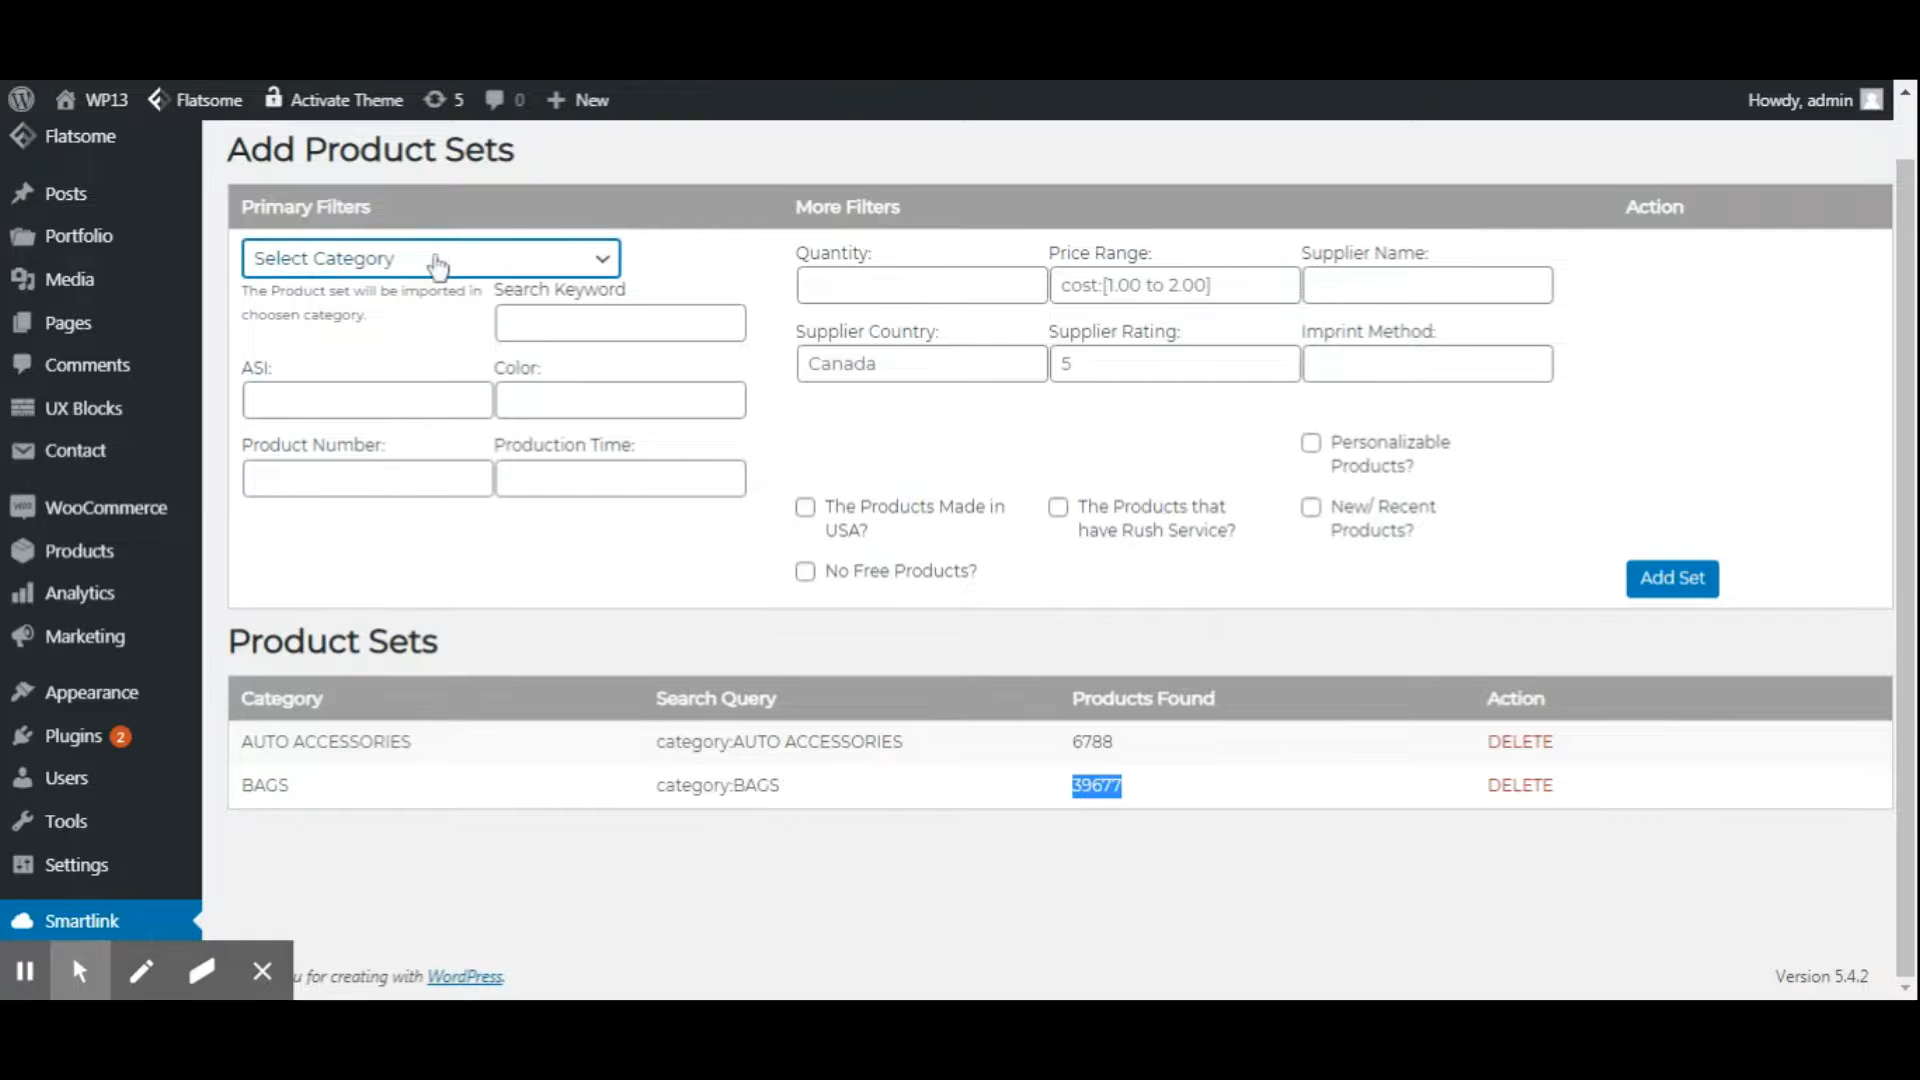 WP13 Flatsome Activate Theme 5 0 New Howdy, admin
Flatsome
Posts
Portfolio
Media
Pages
Comments
UX Blocks
Contact
WooCommerce
Products
Analytics
Marketing
Appearance
Plugins 2
Users
Tools
Settings
Smartlink
Add Product Sets
Primary Filters More Filters Action
Select Category
The Product set will be imported in
choosen category.
Search Keyword
ASI: Color:
Product Number: Production Time:
Quantity: Price Range: Supplier Name:
cost:[1.00 to 2.00]
Supplier Country: Supplier Rating: Imprint Method:
Canada 5
Personalizable
Products?
The Products Made in
USA?
The Products that
have Rush Service?
New/ Recent
Products?
No Free Products?
Add Set
Product Sets
Category Search Query Products Found Action
AUTO ACCESSORIES category:AUTO ACCESSORIES 6788 DELETE
BAGS category:BAGS 39677 DELETE
u for creating with WordPress.
Version 5.4.2